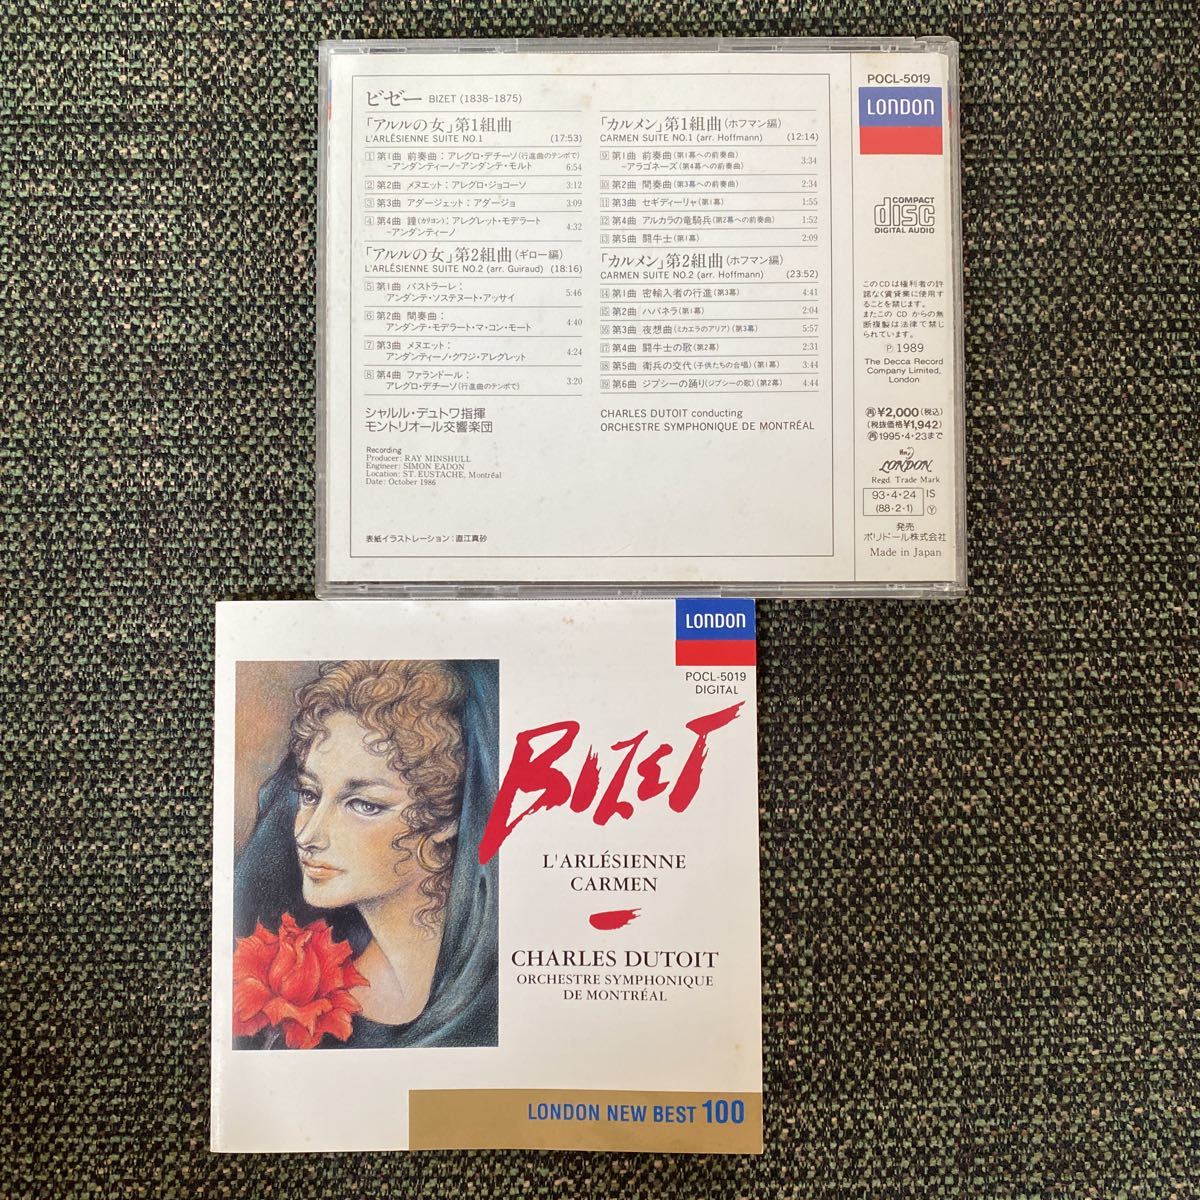 ビゼー BIZET (1838-1875)
「アルルの女」第1組曲
L'ARLÉSIENNE SUITE NO.1 (17:53)
1 第1曲 前奏曲：アレグロ・デチーソ(行進曲のテンポで)
-アンダンティーノ-アンダンテ・モルト 6:54
2 第2曲 メヌエット：アレグロ・ジョコーソ 3:12
3 第3曲 アダージェット：アダージョ 3:09
4 第4曲 鐘(カリヨン)：アレグレット・モデラート
-アンダンティーノ 4:32
「アルルの女」第2組曲(ギロー編)
L'ARLÉSIENNE SUITE NO.2 (arr. Guiraud) (18:16)
5 第1曲 パストラーレ：
アンダンテ・ソステヌート・アッサイ 5:46
6 第2曲 間奏曲：
アンダンテ・モデラート・マ・コン・モート 4:40
7 第3曲 メヌエット：
アンダンティーノ・クワジ・アレグレット 4:24
8 第4曲 ファランドール：
アレグロ・デチーソ(行進曲のテンポで) 3:20
シャルル・デュトワ指揮
モントリオール交響楽団
Recording
Producer: RAY MINSHULL
Engineer: SIMON EADON
Location: ST. EUSTACHE, Montréal
Date: October 1986
表紙イラストレーション：直江真砂
「カルメン」第1組曲(ホフマン編)
CARMEN SUITE NO.1 (arr. Hoffmann) (12:14)
9 第1曲 前奏曲(第1幕への前奏曲)
-アラゴネーズ(第4幕への前奏曲) 3:34
10 第2曲 間奏曲(第3幕への前奏曲) 2:34
11 第3曲 セギディーリャ(第1幕) 1:55
12 第4曲 アルカラの竜騎兵(第2幕への前奏曲) 1:52
13 第5曲 闘牛士(第1幕) 2:09
「カルメン」第2組曲(ホフマン編)
CARMEN SUITE NO.2 (arr. Hoffmann) (23:52)
14 第1曲 密輸入者の行進(第3幕) 4:41
15 第2曲 ハバネラ(第1幕) 2:04
16 第3曲 夜想曲(ミカエラのアリア)(第3幕) 5:57
17 第4曲 闘牛士の歌(第2幕) 2:31
18 第5曲 衛兵の交代(子供たちの合唱)(第1幕) 3:44
19 第6曲 ジプシーの踊り(ジプシーの歌)(第2幕) 4:44
CHARLES DUTOIT conducting
ORCHESTRE SYMPHONIQUE DE MONTRÉAL
POCL-5019
LONDON
COMPACT
disc
DIGITAL AUDIO
このCDは権利者の許
諾なく賃貸業に使用す
ることを禁じます。
またこの CD からの無
断複製は法律で禁じ
られています。
Ⓟ 1989
The Decca Record
Company Limited,
London
再¥2,000(税込)
(税抜価格¥1,942)
再1995・4・23まで
LONDON
Regd. Trade Mark
93・4・24 IS
(88・2・1) Ⓨ
発売
ポリドール株式会社
Made in Japan
LONDON
POCL-5019
DIGITAL
BIZET
L'ARLÉSIENNE
CARMEN
CHARLES DUTOIT
ORCHESTRE SYMPHONIQUE
DE MONTRÉAL
LONDON NEW BEST 100